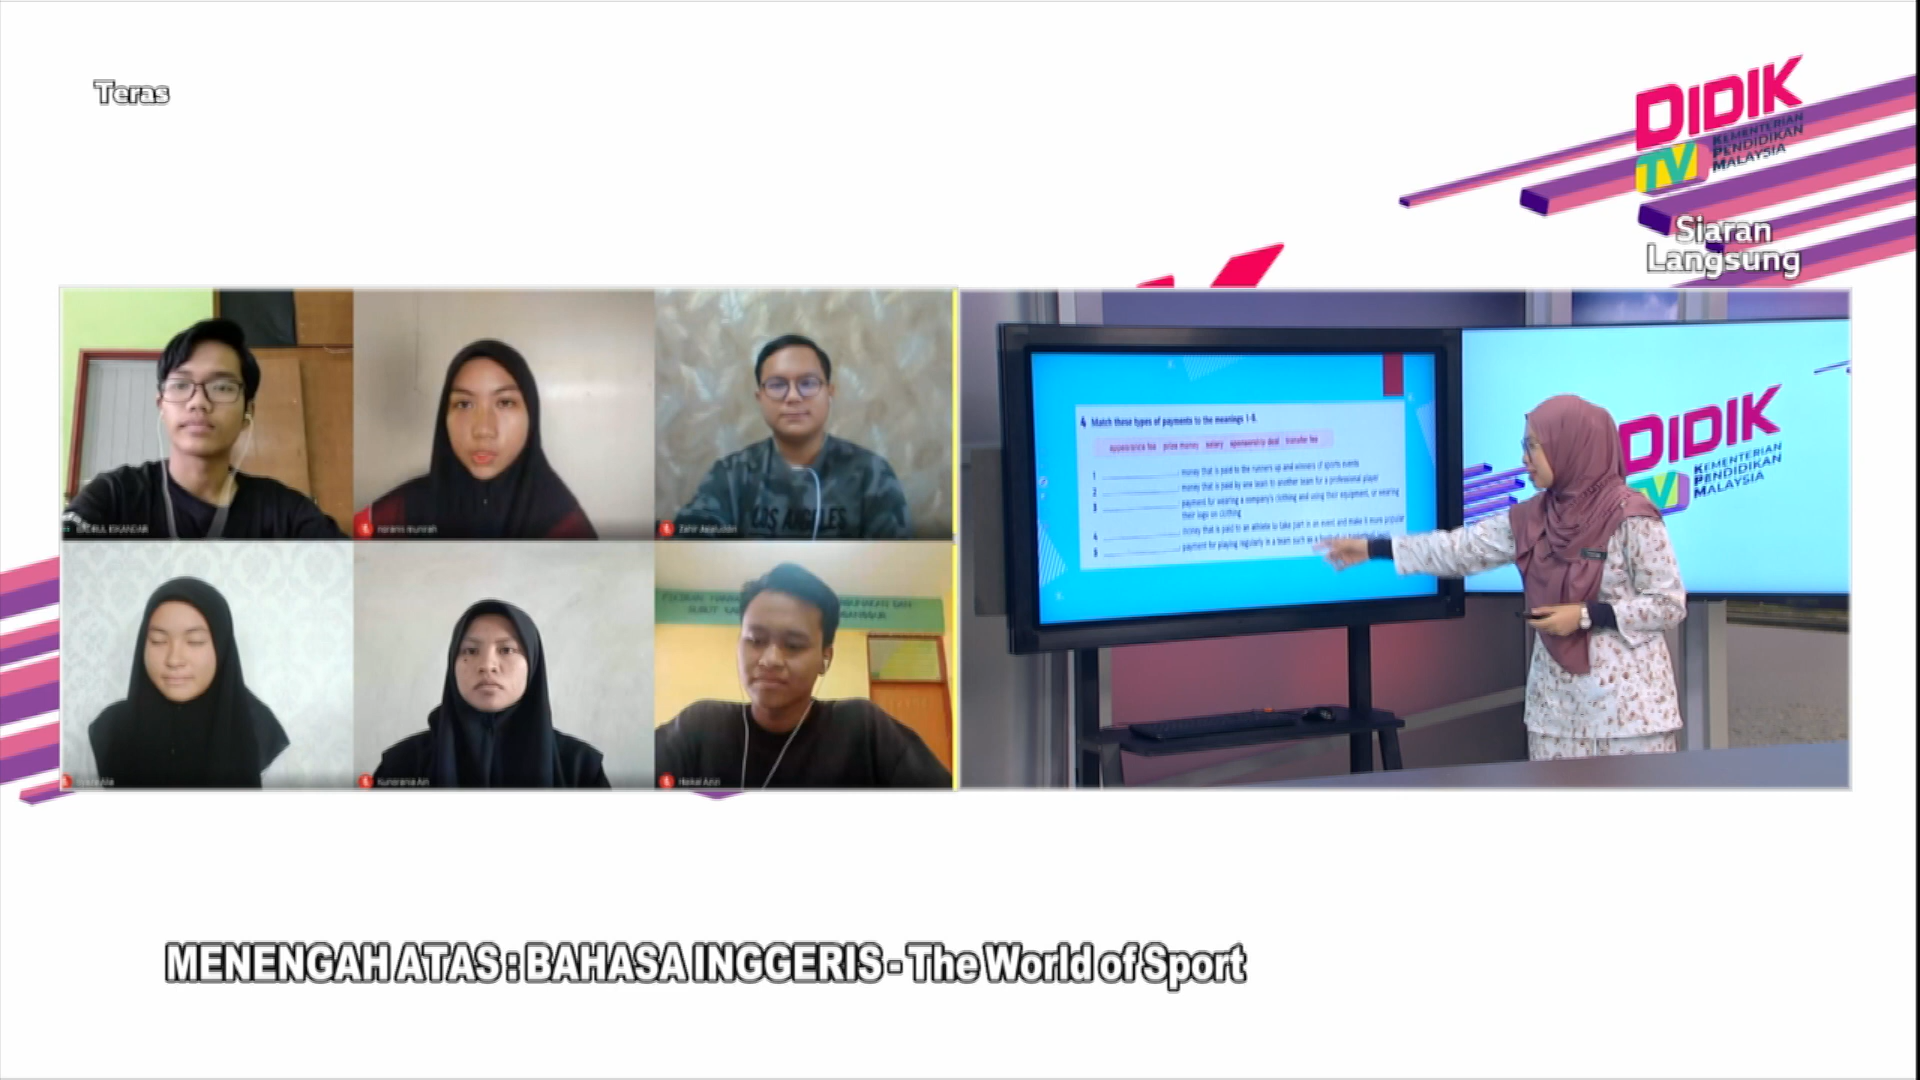 Teras
DIDIK
TV
KEMENTERIAN
PENDIDIKAN
MALAYSIA
Siaran
Langsung
LOS ANGELES
4 Match these types of payments to the meanings 1-5.
appearance fee prize money salary sponsorship deal transfer fee
1 money that is paid to the runners up and winners of sports events
2 money that is paid by one team to another team for a professional player
3 payment for wearing a company's clothing and using their equipment, or wearing
their logo on clothing
4 money that is paid to an athlete to take part in an event and make it more popular
5 payment for playing regularly in a team such as a
DIDIK
TV
KEMENTERIAN
PENDIDIKAN
MALAYSIA
MENENGAH ATAS : BAHASA INGGERIS - The World of Sport